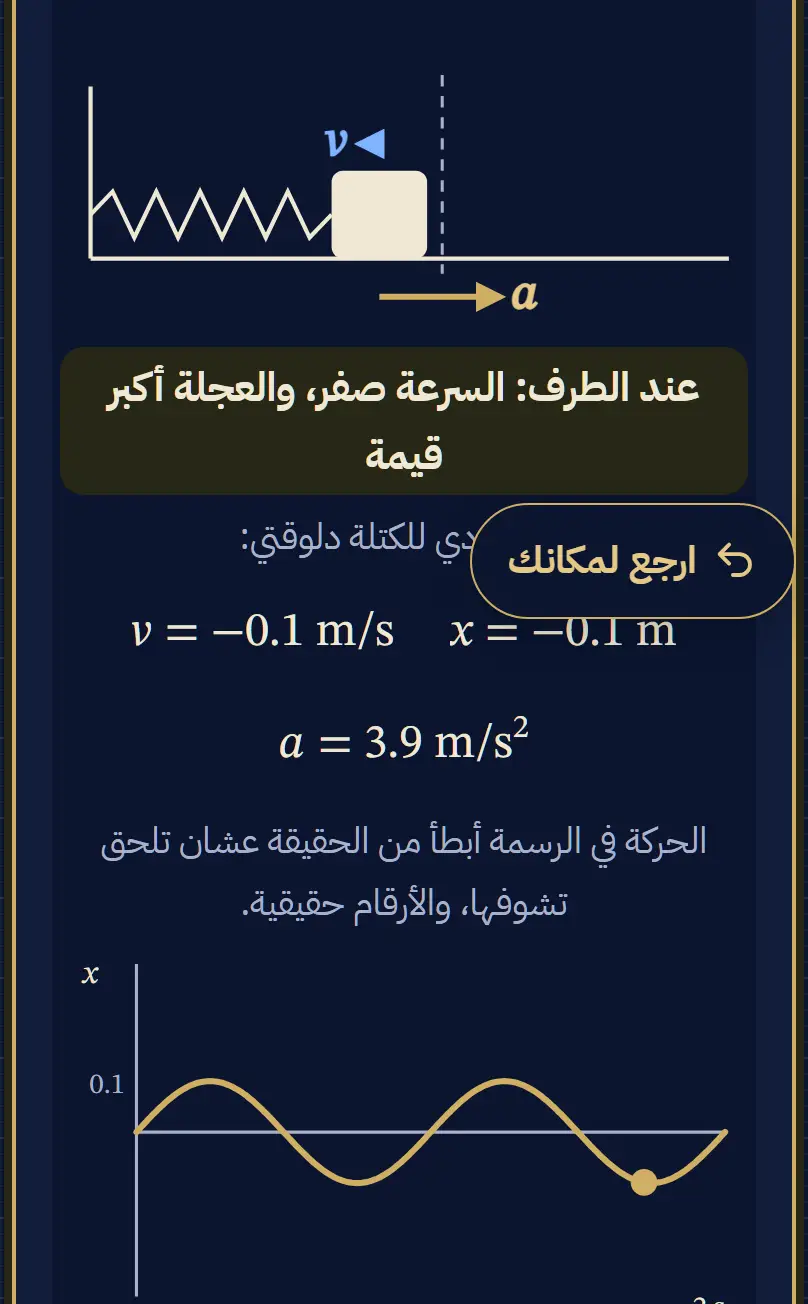 v
a
عند الطرف: السرعة صفر، والعجلة أكبر
قيمة
دي للكتلة دلوقتي:
ارجع لمكانك
v = −0.1 m/s x = −0.1 m
a = 3.9 m/s²
الحركة في الرسمة أبطأ من الحقيقة عشان تلحق
تشوفها، والأرقام حقيقية.
x
0.1